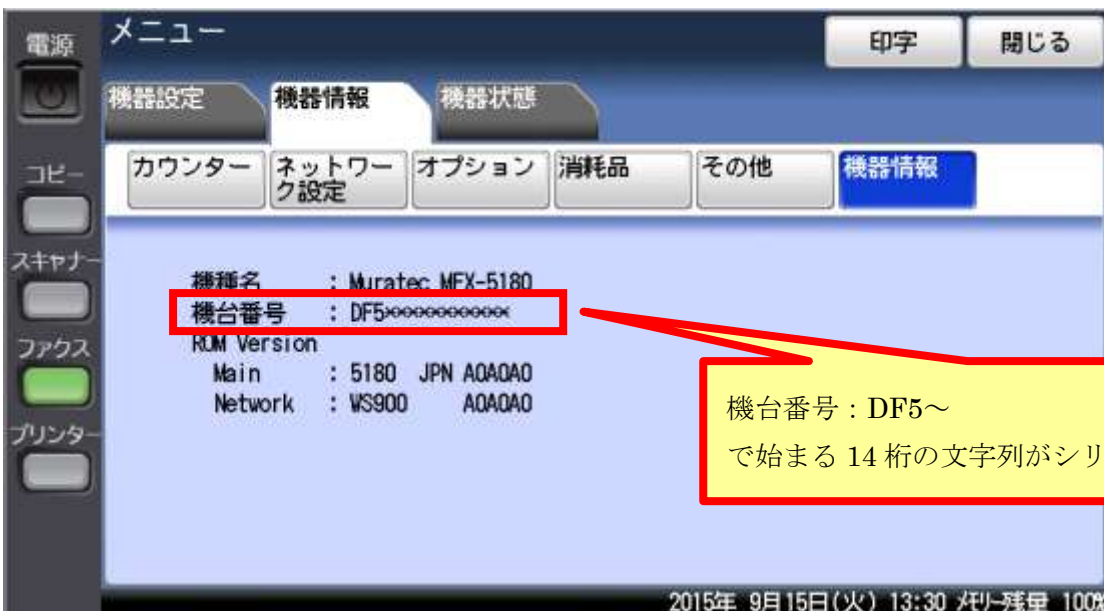 電源
メニュー
印字
閉じる
機器設定
機器情報
機器状態
コピー
カウンター
ネットワー
ク設定
オプション
消耗品
その他
機器情報
スキャナー
機種名 : Muratec MFX-5180
機台番号 : DF5×××××××××××
ファクス
ROM Version
Main : 5180 JPN A0A0A0
Network : WS900 A0A0A0
プリンター
機台番号：DF5～
で始まる 14 桁の文字列がシリ
2015年 9月15日(火) 13:30 ﾒﾓﾘｰ残量 100%